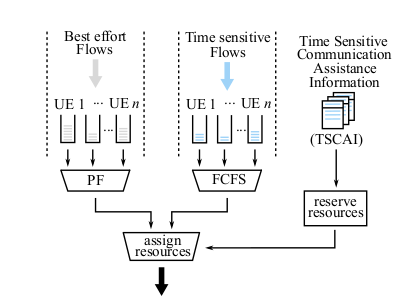 Best effort
Flows
Time sensitive
Flows
Time Sensitive
Communication
Assistance
Information
(TSCAI)
UE 1 ··· UE n
UE 1 ··· UE n
...
...
PF
FCFS
reserve
resources
assign
resources